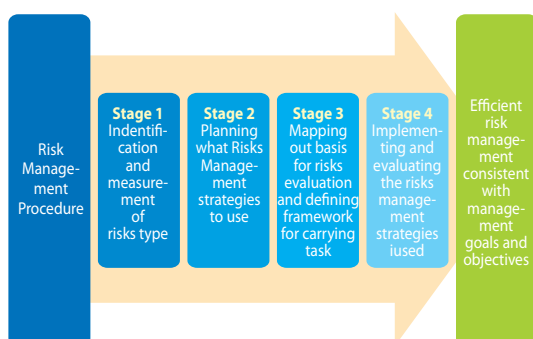 Risk
Manage-
ment
Procedure
Stage 1
Indentifi-
cation
and
measure-
ment
of
risks type
Stage 2
Planning
what Risks
Manage-
ment
strategies
to use
Stage 3
Mapping
out basis
for risks
evaluation
and defining
framework
for carrying
task
Stage 4
Implemen-
ting and
evaluating
the risks
manage-
ment
strategies
iused
Efficient
risk
manage-
ment
consistent
with
manage-
ment
goals and
objectives